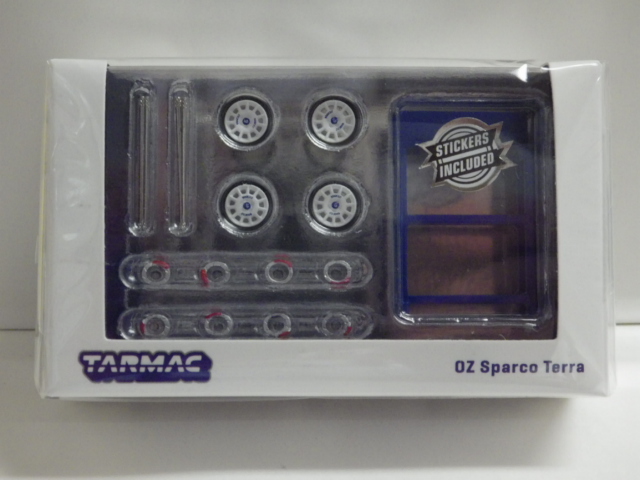 STICKERS
INCLUDED
TARMAC
OZ Sparco Terra